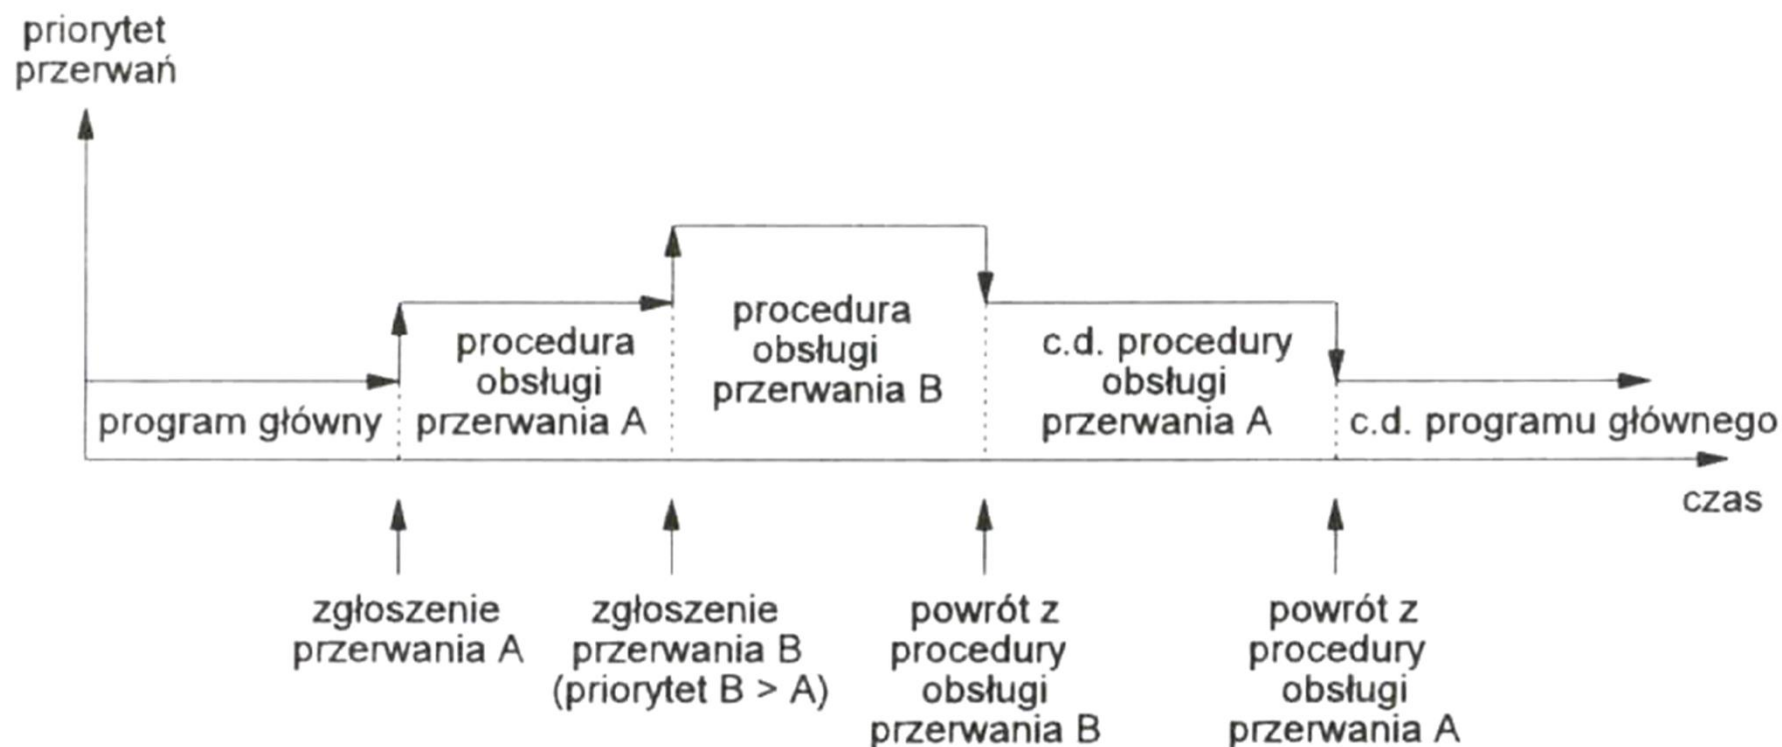 priorytet
przerwań
procedura
obsługi
przerwania B
procedura
obsługi
przerwania A
c.d. procedury
obsługi
przerwania A
program główny
c.d. programu głównego
czas
zgłoszenie
przerwania A
zgłoszenie
przerwania B
(priorytet B > A)
powrót z
procedury
obsługi
przerwania B
powrót z
procedury
obsługi
przerwania A